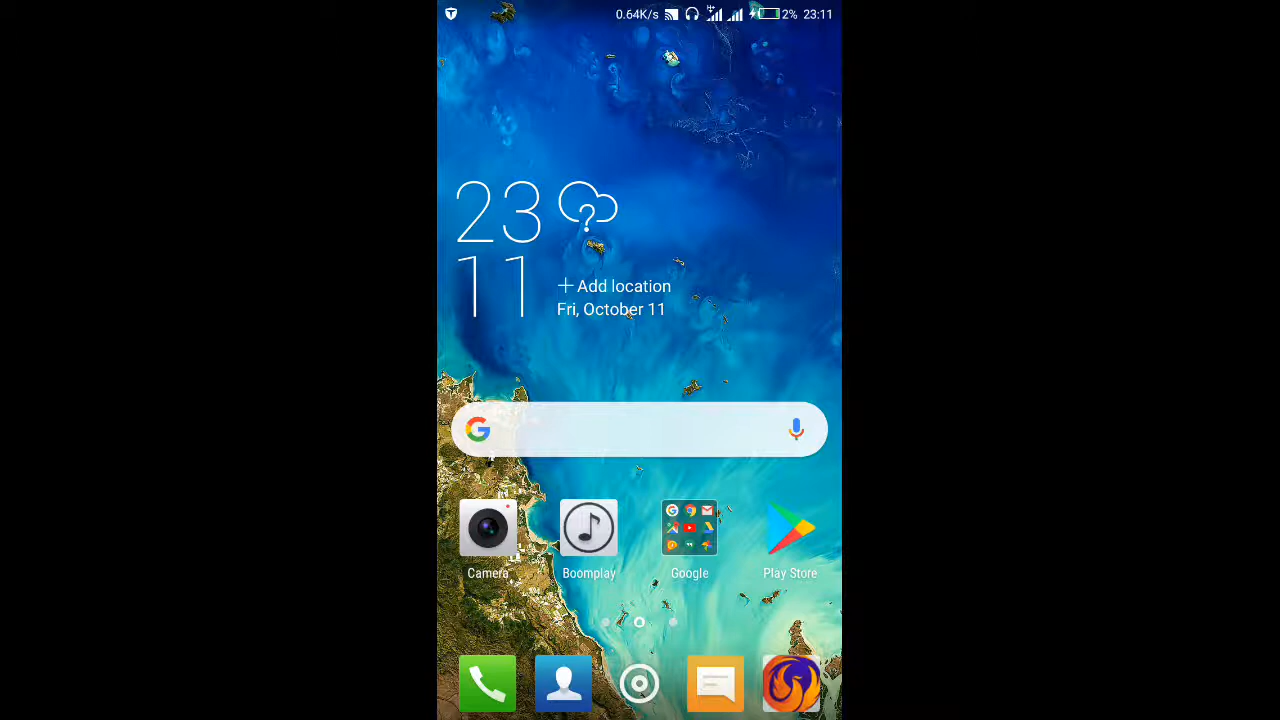 0.64K/s 2% 23:11
23
11
?
+ Add location
Fri, October 11
Camera
Boomplay
Google
Play Store